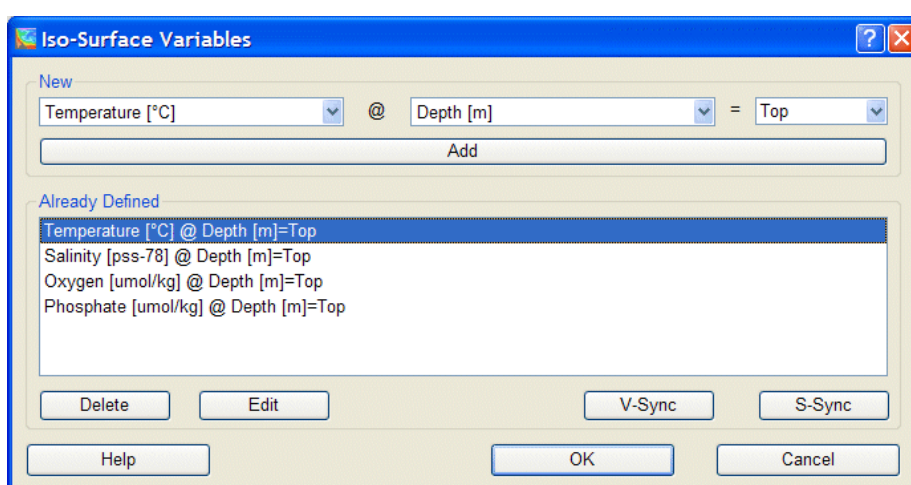 Iso-Surface Variables ?
New
Temperature [°C] @ Depth [m] = Top
Add
Already Defined
Temperature [°C] @ Depth [m]=Top
Salinity [pss-78] @ Depth [m]=Top
Oxygen [umol/kg] @ Depth [m]=Top
Phosphate [umol/kg] @ Depth [m]=Top
Delete Edit V-Sync S-Sync
Help OK Cancel